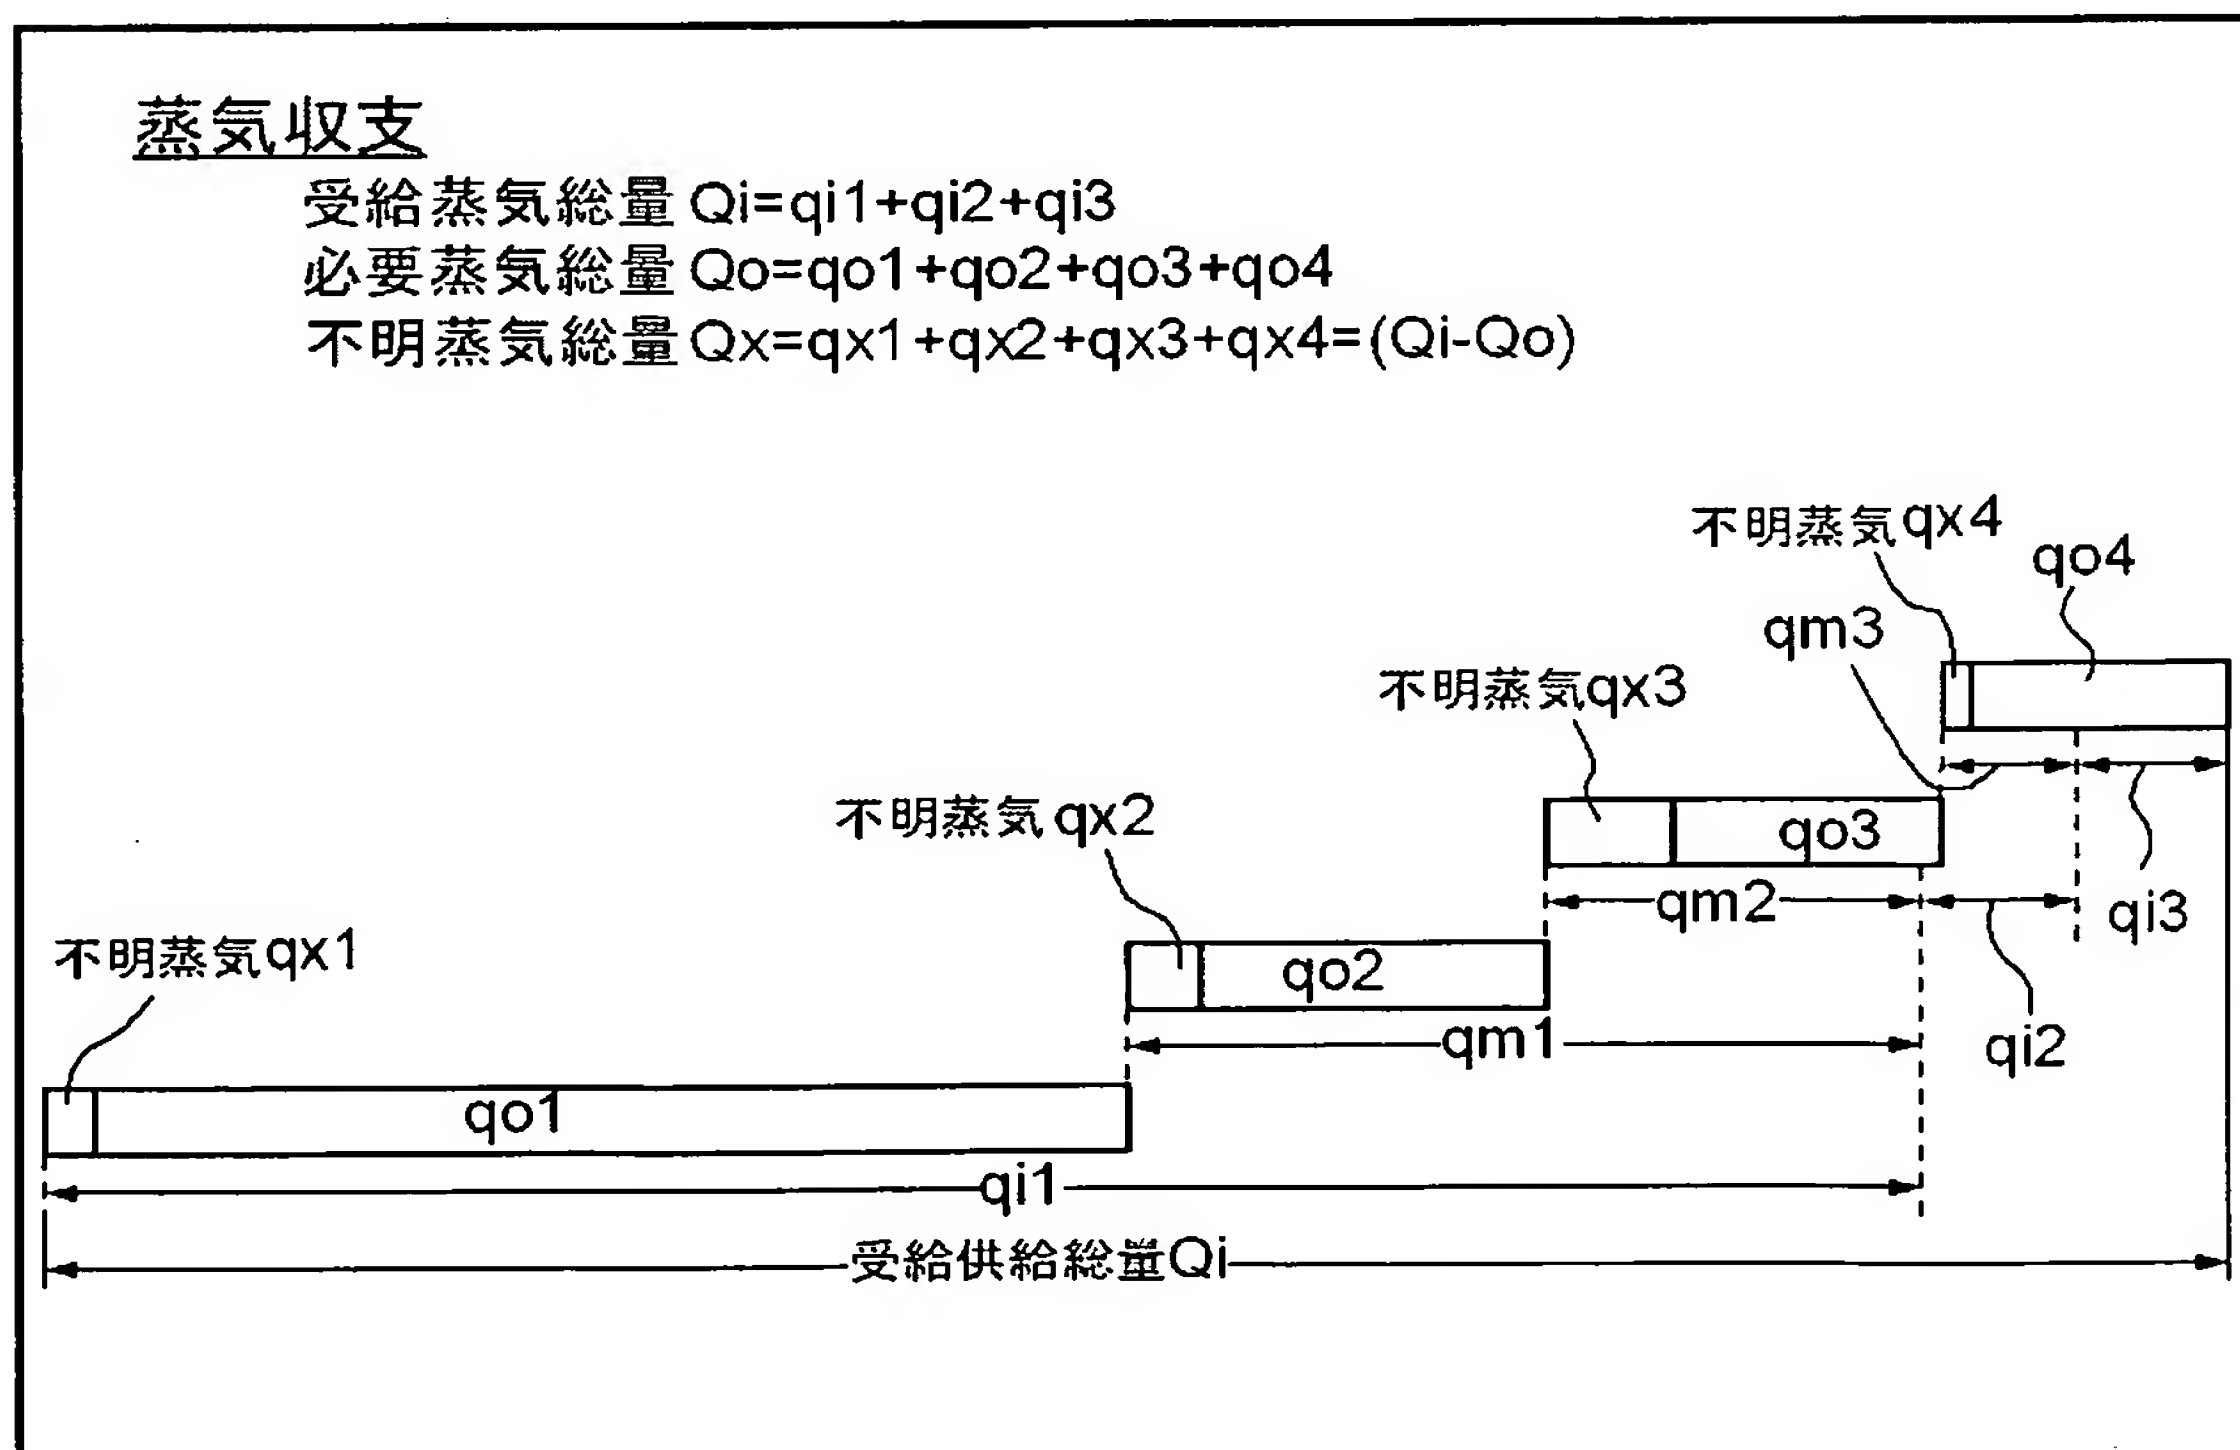 蒸気収支
受給蒸気総量 Qi=qi1+qi2+qi3
必要蒸気総量 Qo=qo1+qo2+qo3+qo4
不明蒸気総量 Qx=qx1+qx2+qx3+qx4=(Qi-Qo)
不明蒸気qx4
qo4
qm3
不明蒸気qx3
不明蒸気qx2
qo3
qm2
qi3
不明蒸気qx1
qo2
qm1
qi2
qo1
qi1
受給供給総量Qi